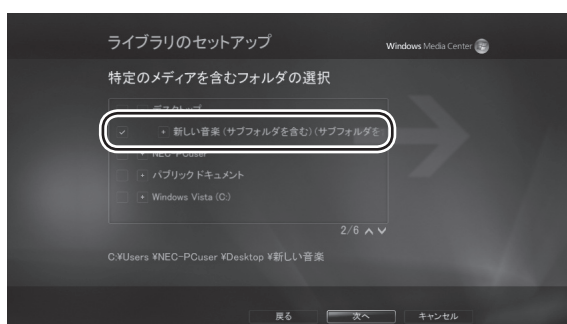 ライブラリのセットアップ
Windows Media Center
特定のメディアを含むフォルダの選択
デスクトップ
+ 新しい音楽 (サブフォルダを含む) (サブフォルダを
+ NEC-PCuser
+ パブリック ドキュメント
+ Windows Vista (C:)
2/6
C:¥Users ¥NEC-PCuser ¥Desktop ¥新しい音楽
戻る
次へ
キャンセル